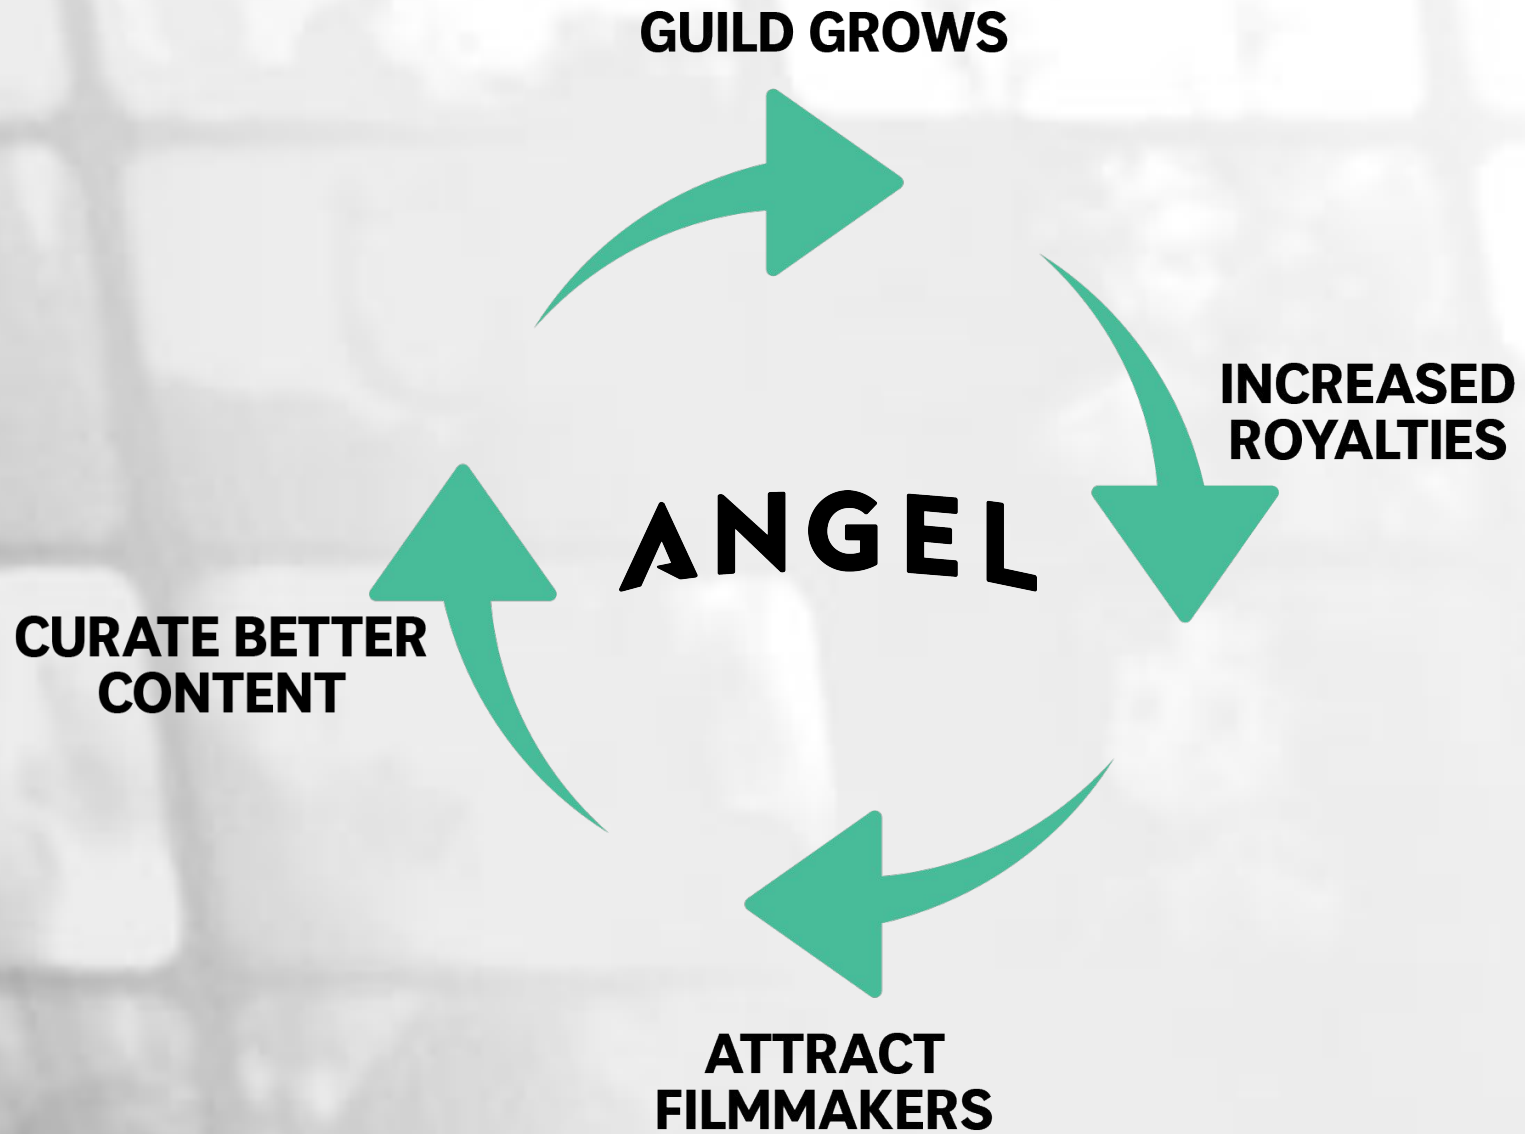 GUILD GROWS
INCREASED
ROYALTIES
ANGEL
CURATE BETTER
CONTENT
ATTRACT
FILMMAKERS